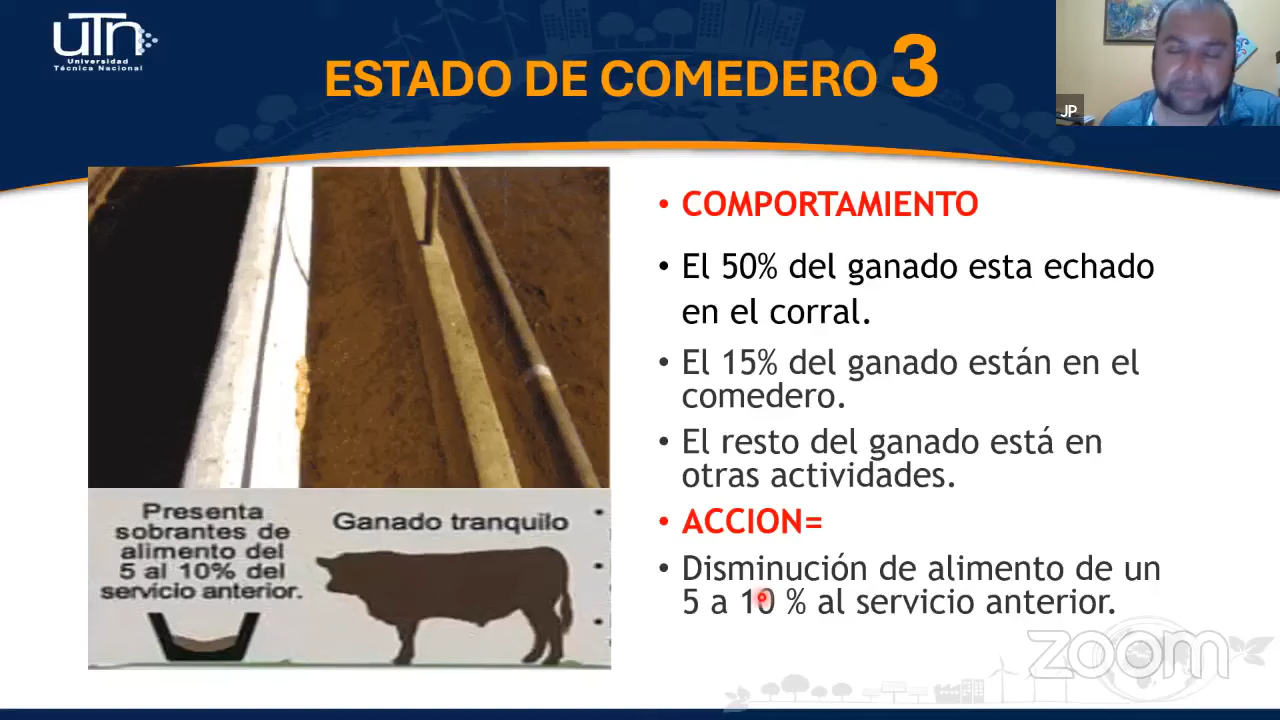 uTn
Universidad
Técnica Nacional
ESTADO DE COMEDERO 3
JP
• COMPORTAMIENTO
• El 50% del ganado esta echado
en el corral.
• El 15% del ganado están en el
comedero.
• El resto del ganado está en
otras actividades.
• ACCION=
• Disminución de alimento de un
5 a 10 % al servicio anterior.
Presenta
sobrantes de
alimento del
5 al 10% del
servicio anterior.
Ganado tranquilo
zoom